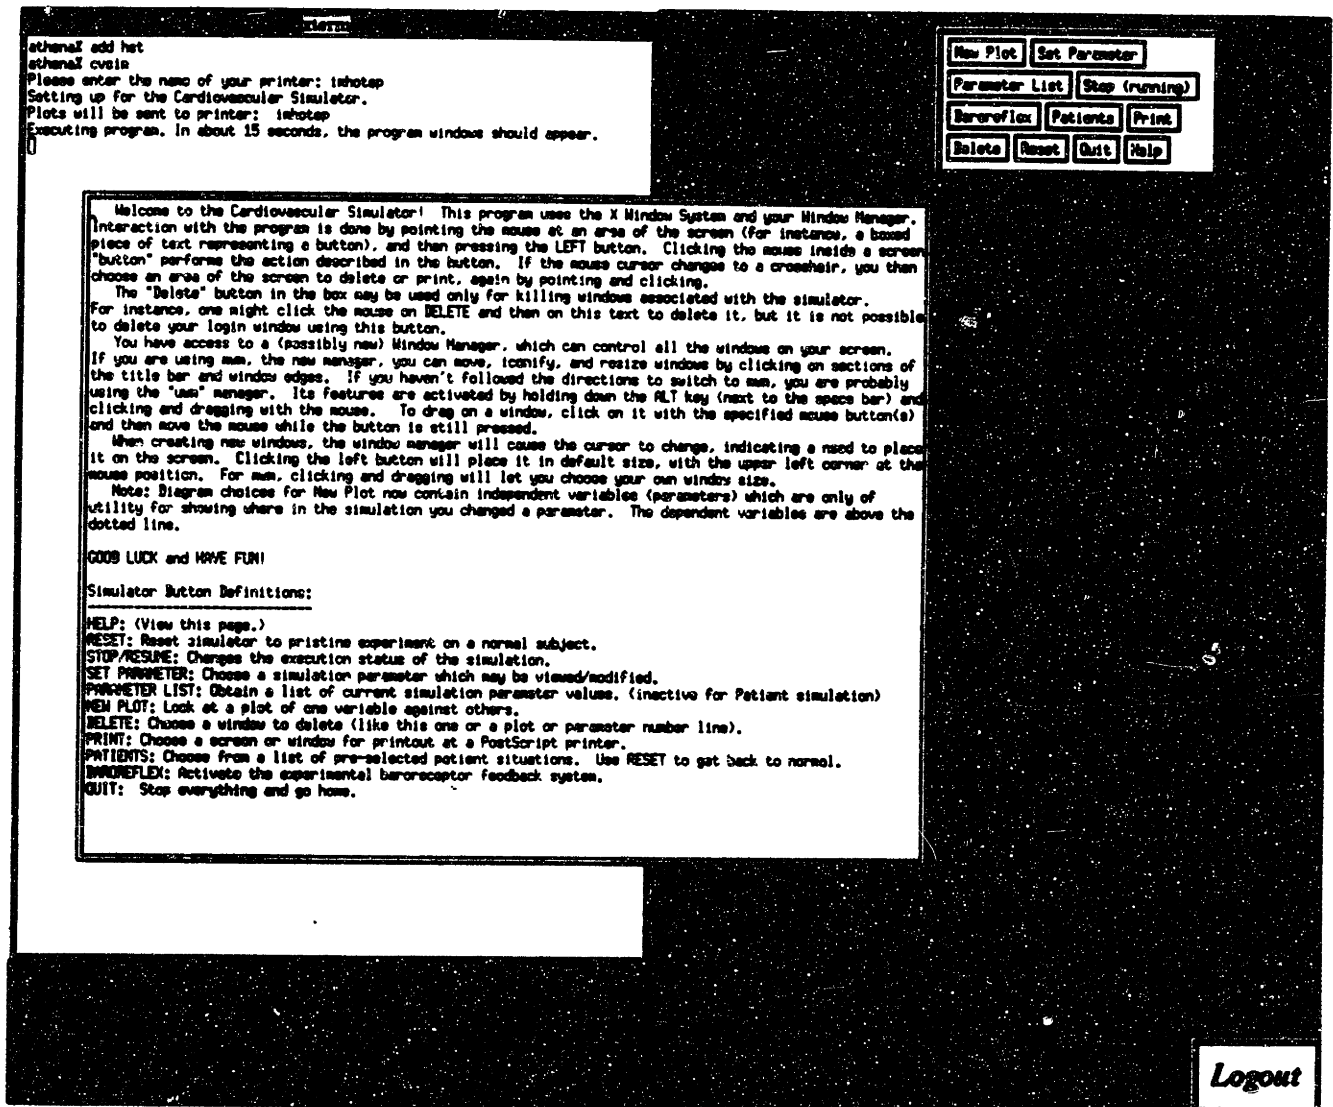 xterm
athena% add hst
athena% cvsim
Please enter the name of your printer: imhotep
Setting up for the Cardiovascular Simulator.
Plots will be sent to printer:  imhotep
Executing program. In about 15 seconds, the program windows should appear.
New Plot Set Parameter
Parameter List Stop (running)
Baroreflex Patients Print
Delete Reset Quit Help
Welcome to the Cardiovascular Simulator!  This program uses the X Window System and your Window Manager.
Interaction with the program is done by pointing the mouse at an area of the screen (for instance, a boxed
piece of text representing a button), and then pressing the LEFT button.  Clicking the mouse inside a screen
"button" performs the action described in the button.  If the mouse cursor changes to a crosshair, you then
choose an area of the screen to delete or print, again by pointing and clicking.
The "Delete" button in the box may be used only for killing windows associated with the simulator.
For instance, one might click the mouse on DELETE and then on this text to delete it, but it is not possible
to delete your login window using this button.
You have access to a (possibly new) Window Manager, which can control all the windows on your screen.
If you are using mwm, the new manager, you can move, iconify, and resize windows by clicking on sections of
the title bar and window edges.  If you haven't followed the directions to switch to mwm, you are probably
using the "uwm" manager.  Its features are activated by holding down the ALT key (next to the space bar) and
clicking and dragging with the mouse.   To drag on a window, click on it with the specified mouse button(s)
and then move the mouse while the button is still pressed.
When creating new windows, the window manager will cause the cursor to change, indicating a need to place
it on the screen.  Clicking the left button will place it in default size, with the upper left corner at the
mouse position.  For mwm, clicking and dragging will let you choose your own window size.
Note: Diagram choices for New Plot now contain independent variables (parameters) which are only of
utility for showing where in the simulation you changed a parameter.  The dependent variables are above the
dotted line.
GOOD LUCK and HAVE FUN!
Simulator Button Definitions:
HELP: (View this page.)
RESET: Reset simulator to pristine experiment on a normal subject.
STOP/RESUME: Changes the execution status of the simulation.
SET PARAMETER: Choose a simulation parameter which may be viewed/modified.
PARAMETER LIST: Obtain a list of current simulation parameter values. (inactive for Patient simulation)
NEW PLOT: Look at a plot of one variable against others.
DELETE: Choose a window to delete (like this one or a plot or parameter number line).
PRINT: Choose a screen or window for printout at a PostScript printer.
PATIENTS: Choose from a list of pre-selected patient situations.  Use RESET to get back to normal.
BAROREFLEX: Activate the experimental baroreceptor feedback system.
QUIT:  Stop everything and go home.
Logout